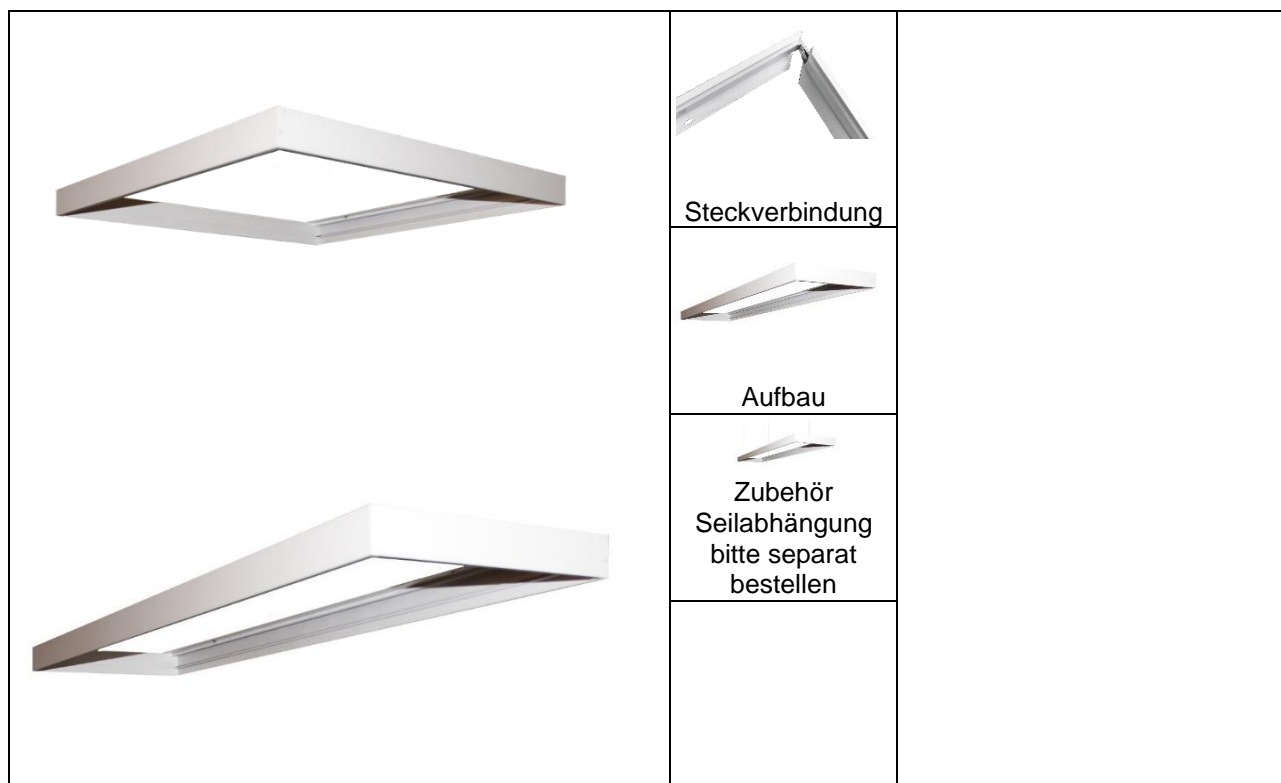 Steckverbindung
Aufbau
Zubehör
Seilabhängung
bitte separat
bestellen